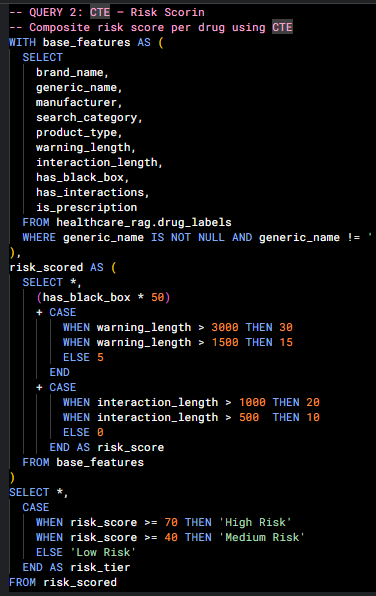 -- QUERY 2: CTE — Risk Scorin
-- Composite risk score per drug using CTE
WITH base_features AS (
  SELECT
    brand_name,
    generic_name,
    manufacturer,
    search_category,
    product_type,
    warning_length,
    interaction_length,
    has_black_box,
    has_interactions,
    is_prescription
  FROM healthcare_rag.drug_labels
  WHERE generic_name IS NOT NULL AND generic_name != '
),
risk_scored AS (
  SELECT *,
    (has_black_box * 50)
    + CASE
        WHEN warning_length > 3000 THEN 30
        WHEN warning_length > 1500 THEN 15
        ELSE 5
      END
    + CASE
        WHEN interaction_length > 1000 THEN 20
        WHEN interaction_length > 500  THEN 10
        ELSE 0
      END AS risk_score
  FROM base_features
)
SELECT *,
  CASE
    WHEN risk_score >= 70 THEN 'High Risk'
    WHEN risk_score >= 40 THEN 'Medium Risk'
    ELSE 'Low Risk'
  END AS risk_tier
FROM risk_scored